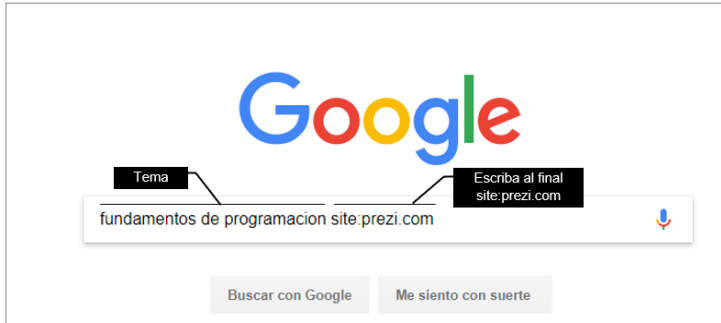 Google
Tema
Escriba al final
site:prezi.com
fundamentos de programacion site:prezi.com
Buscar con Google
Me siento con suerte